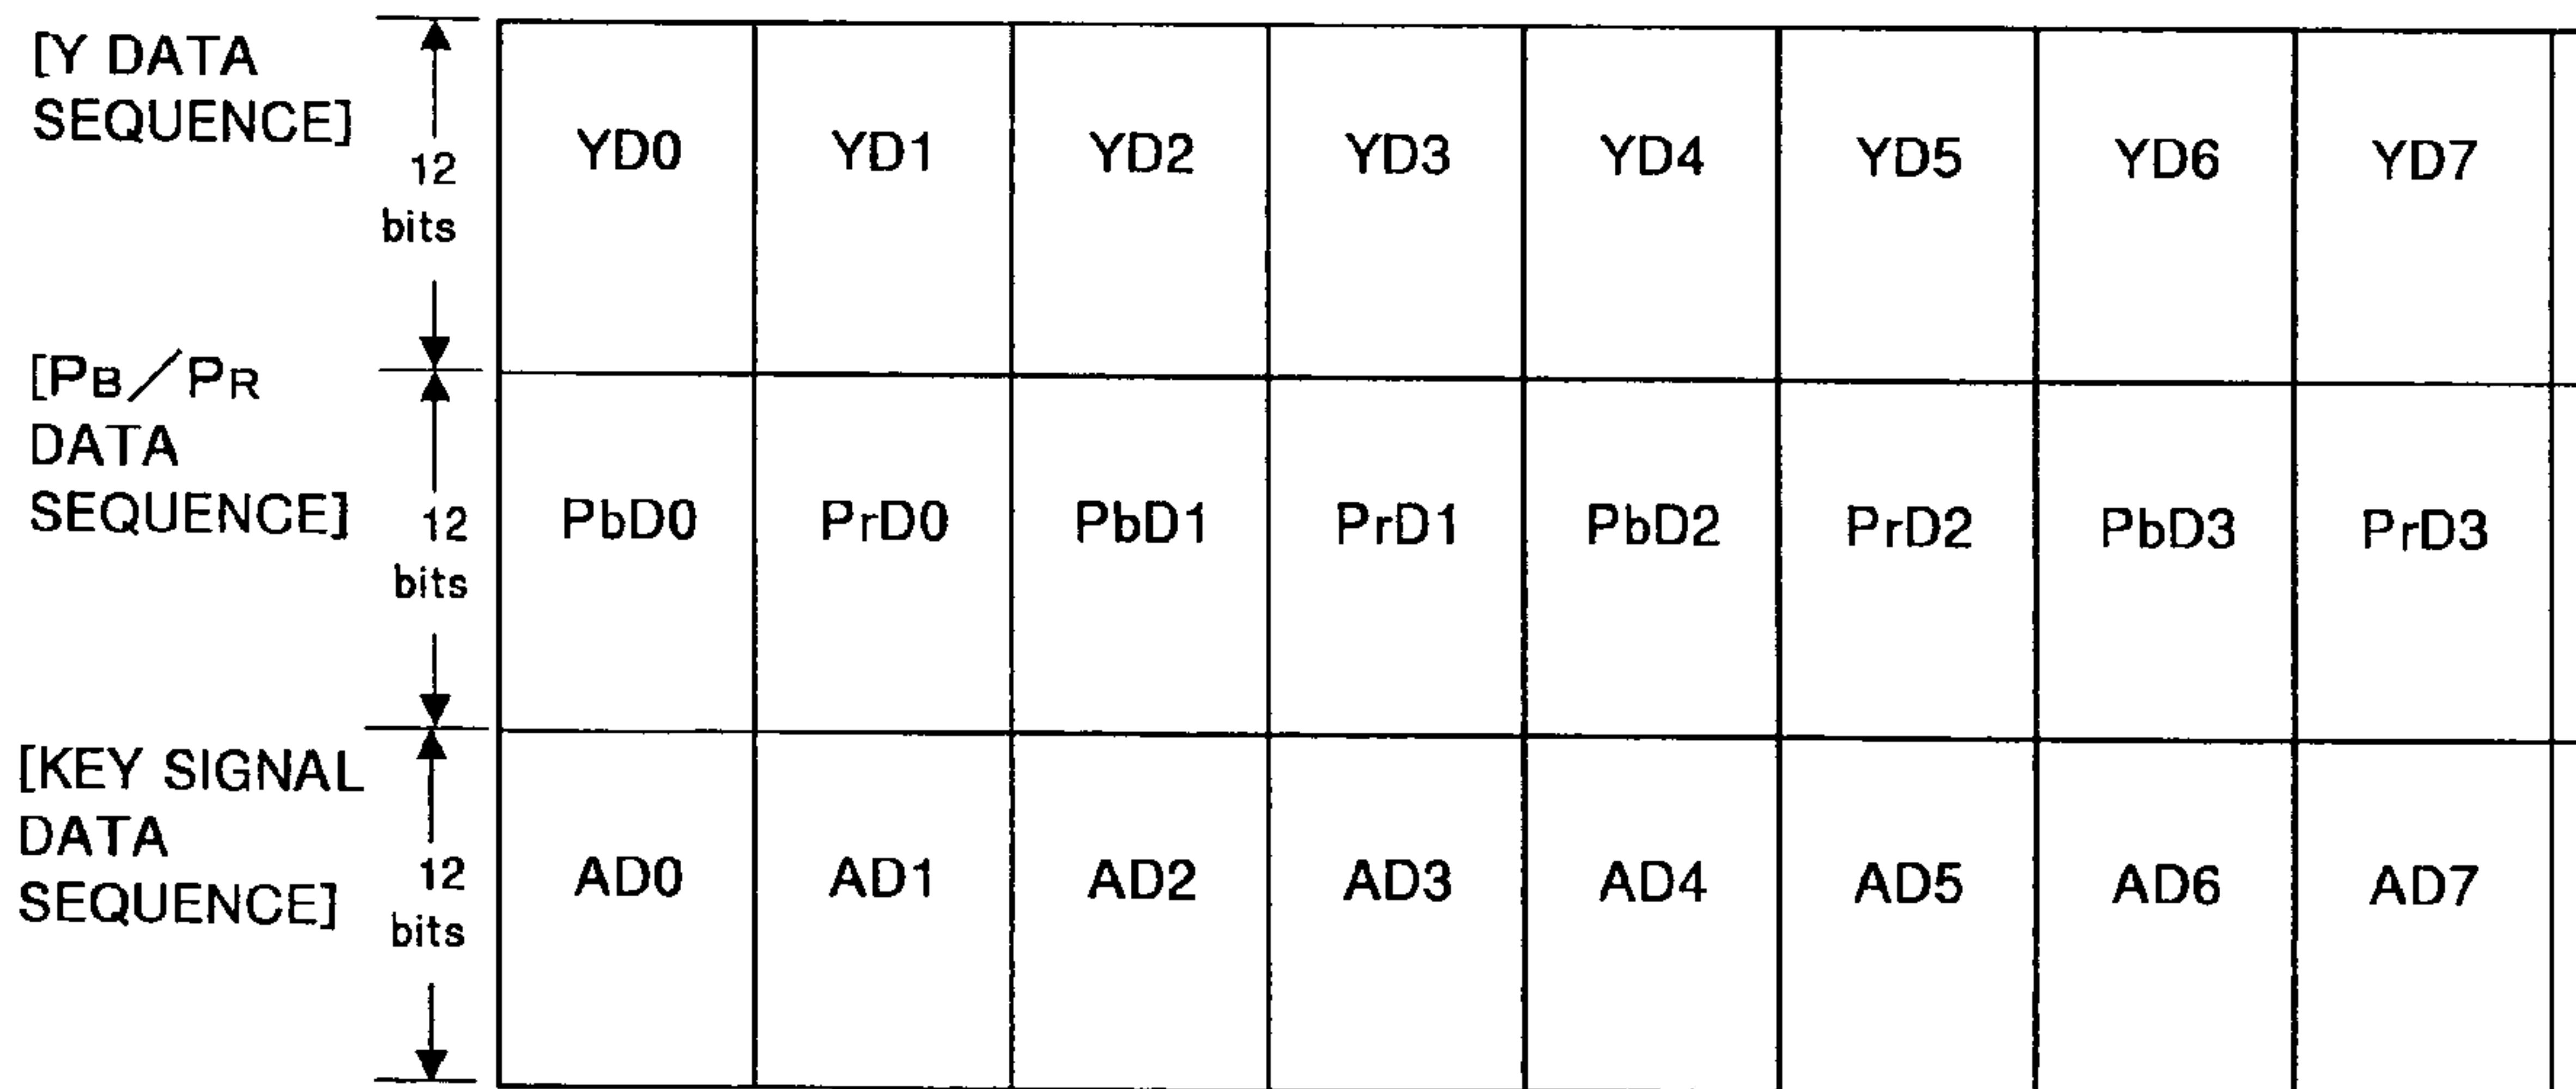 [Y DATA
SEQUENCE]
12
bits
YD0 YD1 YD2 YD3 YD4 YD5 YD6 YD7
[PB/PR
DATA
SEQUENCE]
12
bits
PbD0 PrD0 PbD1 PrD1 PbD2 PrD2 PbD3 PrD3
[KEY SIGNAL
DATA
SEQUENCE]
12
bits
AD0 AD1 AD2 AD3 AD4 AD5 AD6 AD7